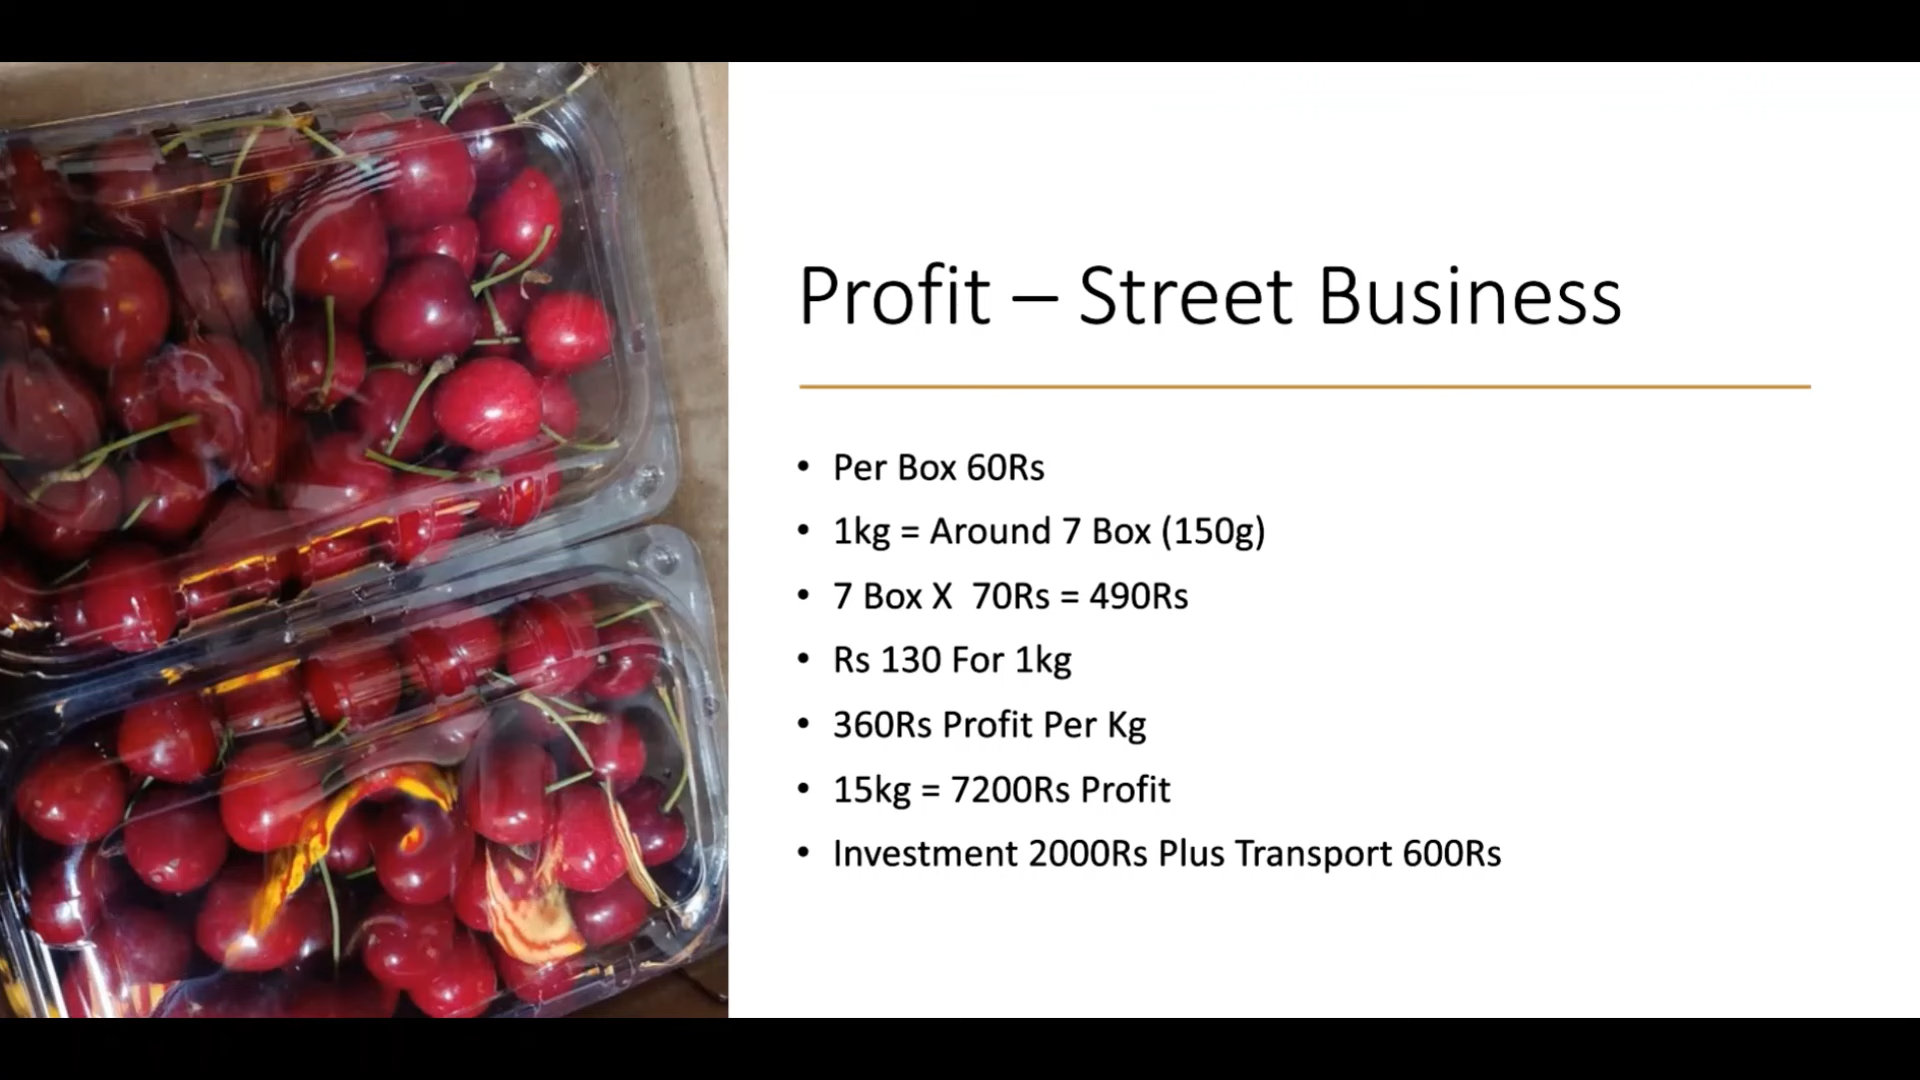 Profit – Street Business
• Per Box 60Rs
• 1kg = Around 7 Box (150g)
• 7 Box X  70Rs = 490Rs
• Rs 130 For 1kg
• 360Rs Profit Per Kg
• 15kg = 7200Rs Profit
• Investment 2000Rs Plus Transport 600Rs